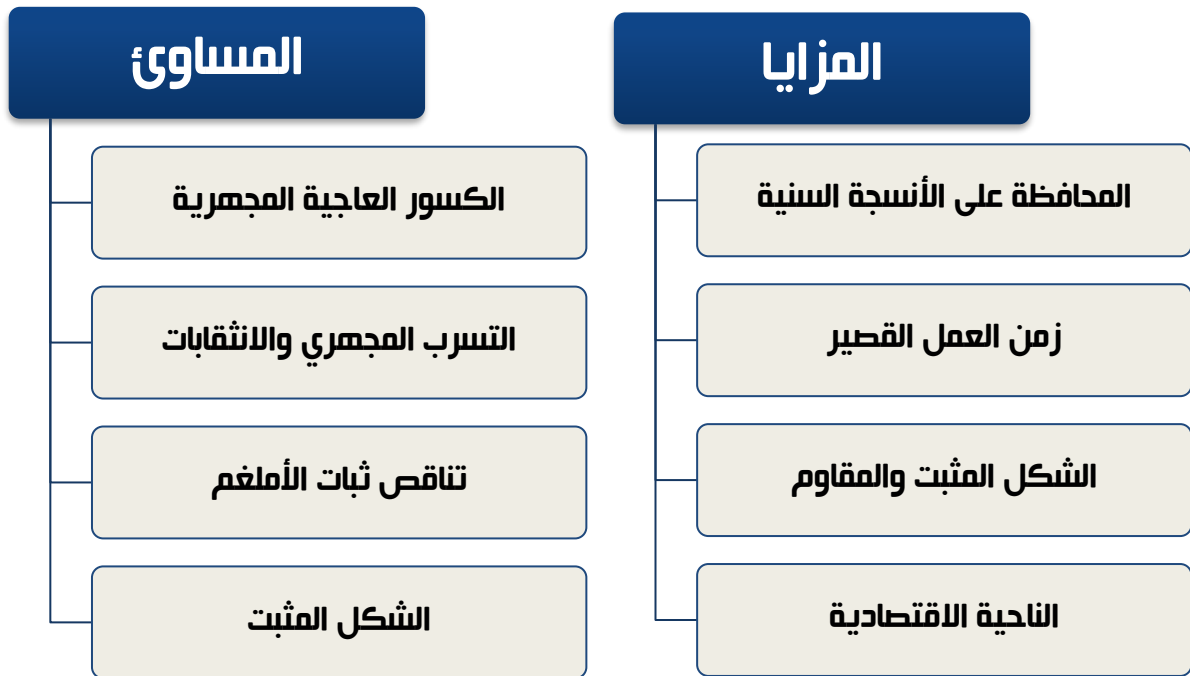 المزايا
المحافظة على الأنسجة السنية
زمن العمل القصير
الشكل المثبت والمقاوم
الناحية الاقتصادية
المساوئ
الكسور العاجية المجهرية
التسرب المجهري والانثقابات
تناقص ثبات الأملغم
الشكل المثبت